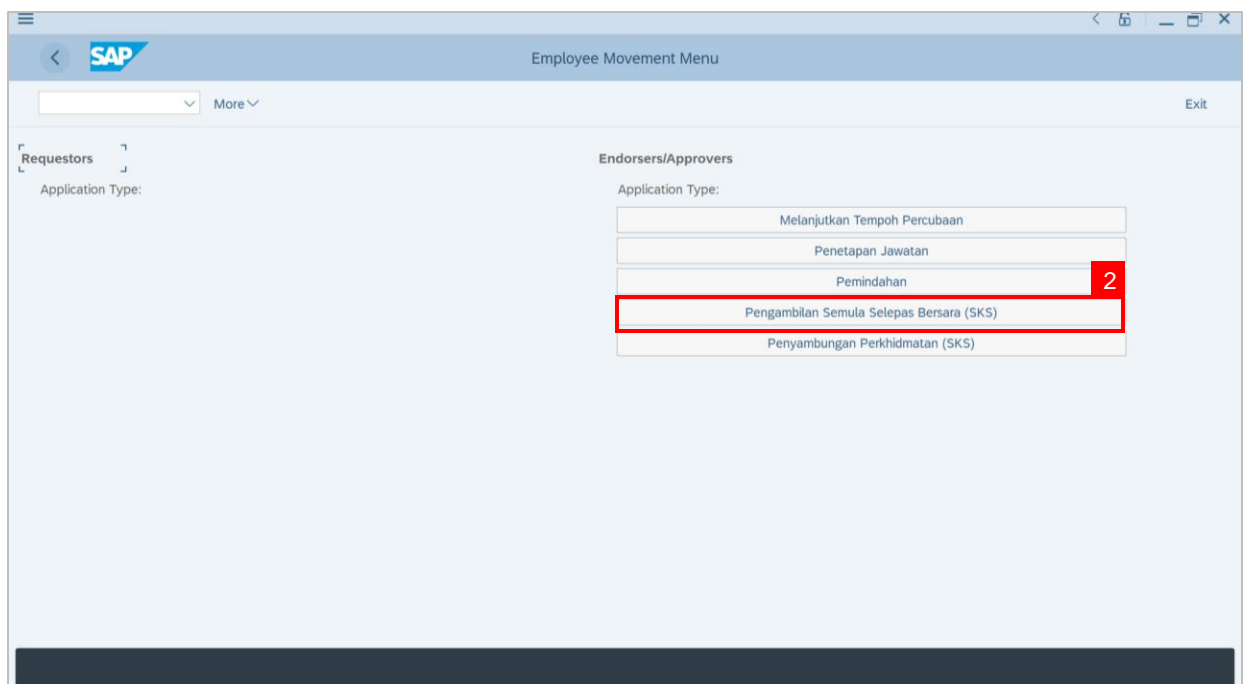 SAP
Employee Movement Menu
More
Exit
Requestors
Application Type:
Endorsers/Approvers
Application Type:
Melanjutkan Tempoh Percubaan
Penetapan Jawatan
Pemindahan
2
Pengambilan Semula Selepas Bersara (SKS)
Penyambungan Perkhidmatan (SKS)